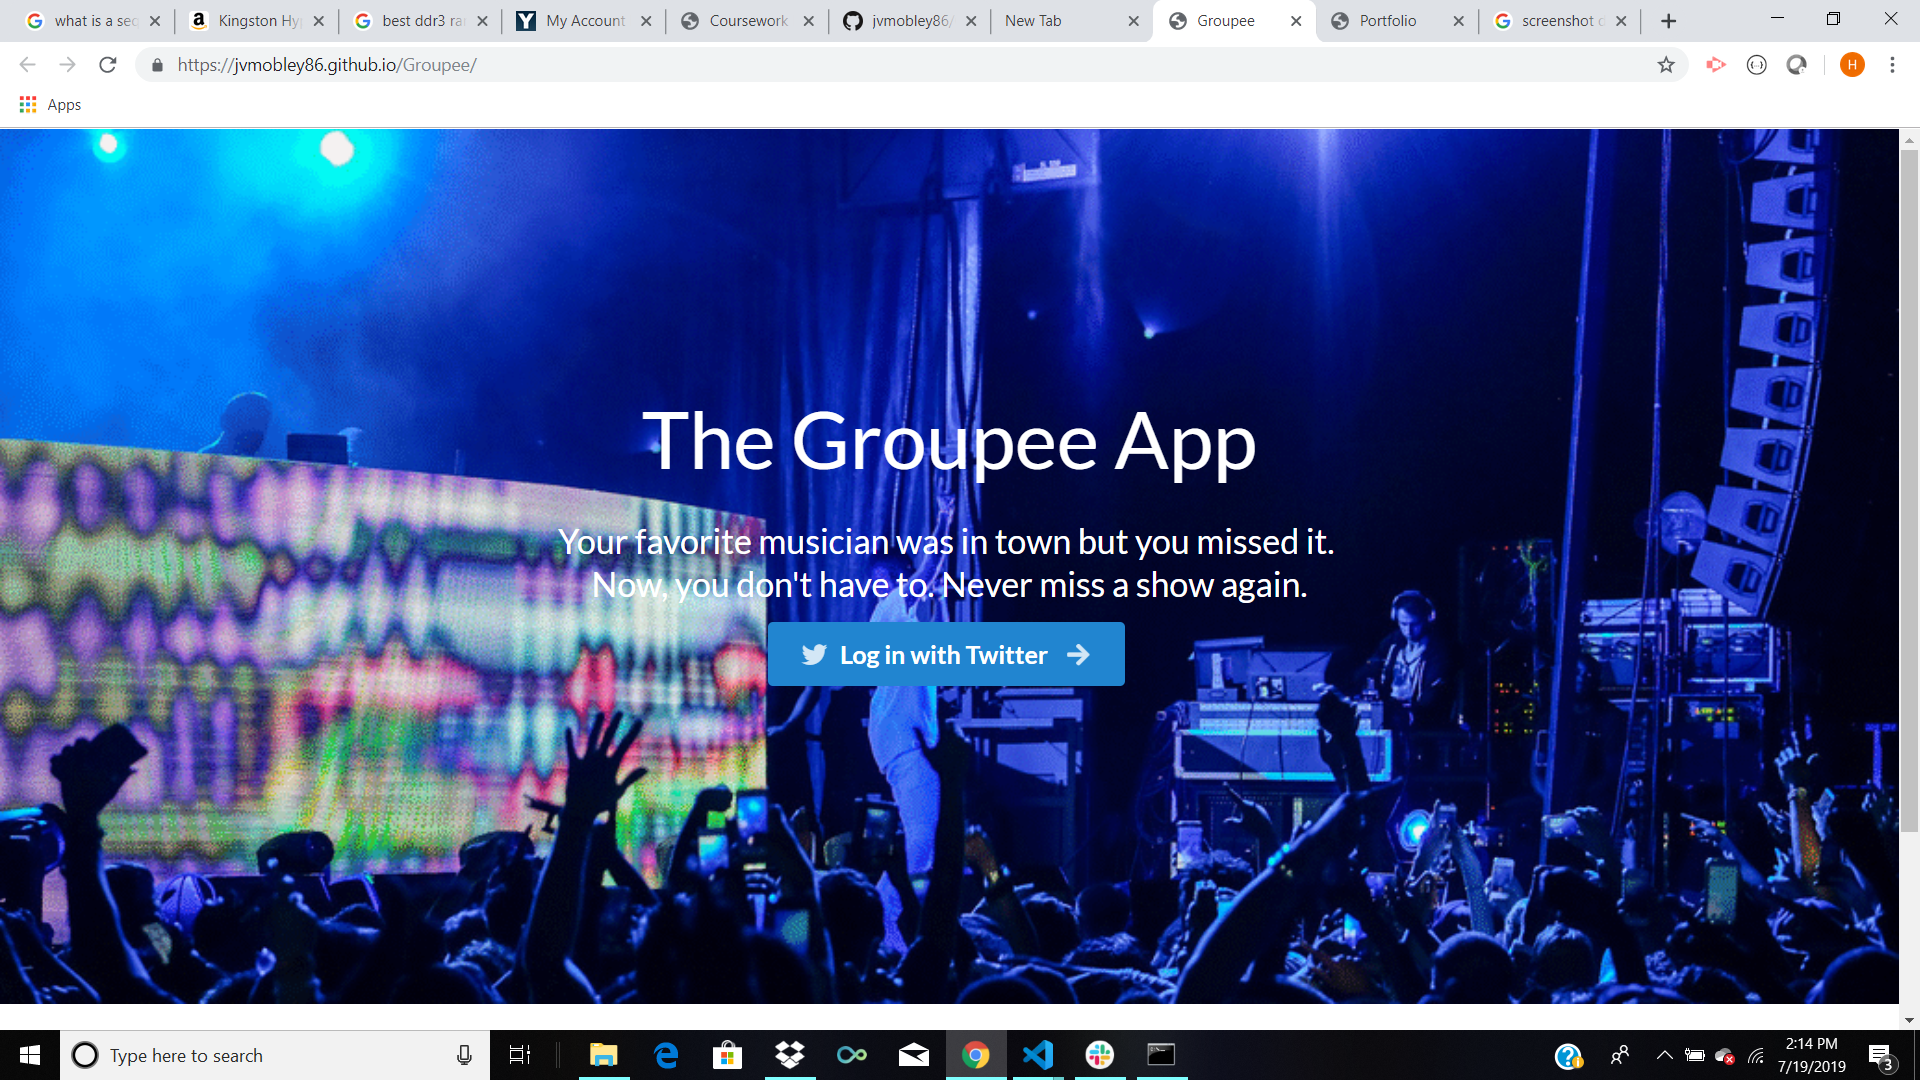 what is a seo
Kingston Hy
best ddr3 ra
My Account
Coursework
jvmobley86/
New Tab
Groupee
Portfolio
screenshot
https://jvmobley86.github.io/Groupee/
H
Apps
The Groupee App
Your favorite musician was in town but you missed it.
Now, you don't have to. Never miss a show again.
Log in with Twitter
Type here to search
2:14 PM
7/19/2019
3